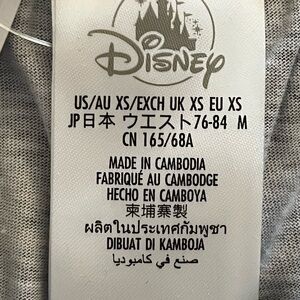 Disney
US/AU XS/EXCH UK XS EU XS
JP日本 ウエスト76-84 M
CN 165/68A
MADE IN CAMBODIA
FABRIQUÉ AU CAMBODGE
HECHO EN CAMBOYA
柬埔寨製
ผลิตในประเทศกัมพูชา
DIBUAT DI KAMBOJA
صنع في كامبوديا